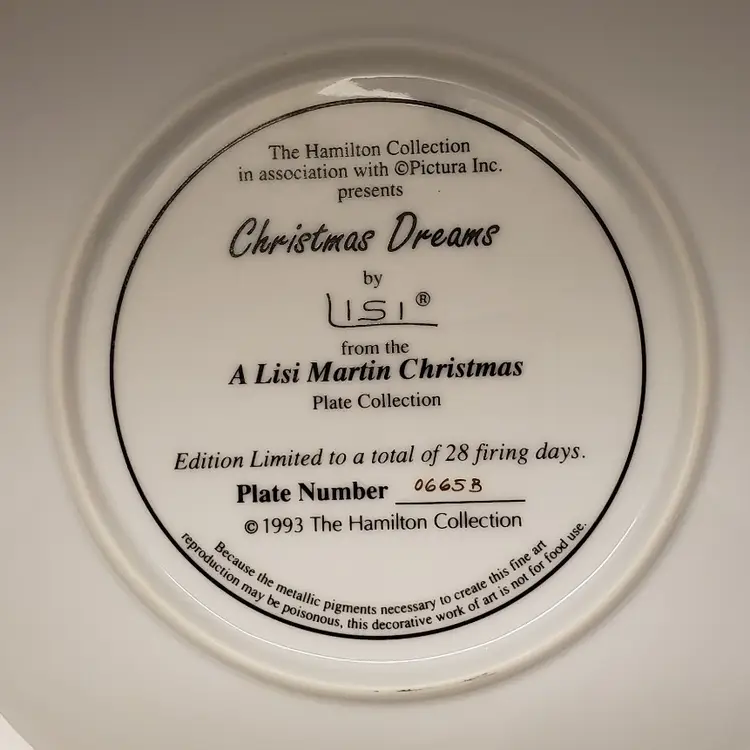 The Hamilton Collection
in association with ©Pictura Inc.
presents
Christmas Dreams
by
LISI®
from the
A Lisi Martin Christmas
Plate Collection
Edition Limited to a total of 28 firing days.
Plate Number 0665B
©1993 The Hamilton Collection
Because the metallic pigments necessary to create this fine art
reproduction may be poisonous, this decorative work of art is not for food use.